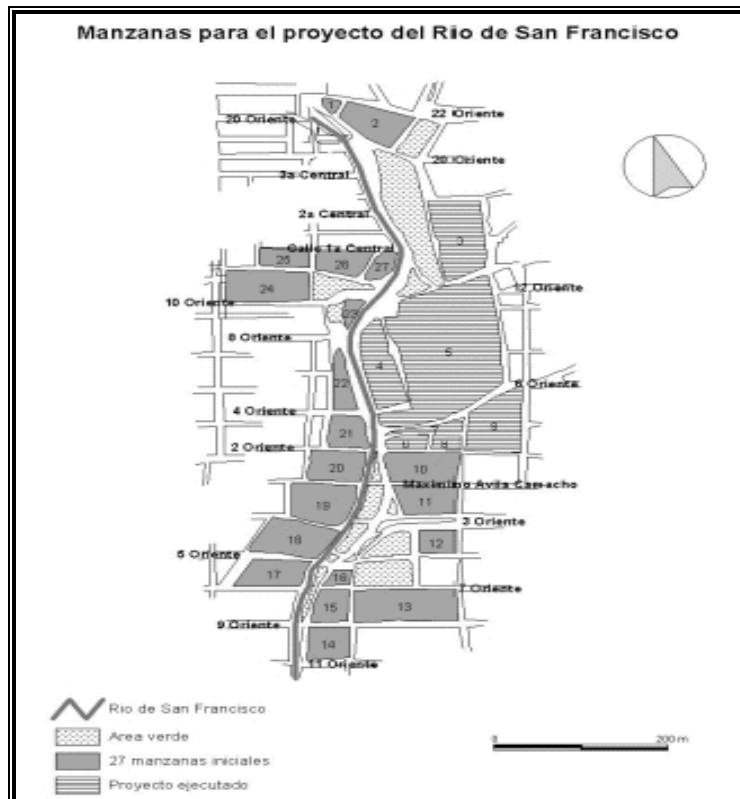 Manzanas para el proyecto del Rio de San Francisco
1
2
22 Oriente
20 Oriente
20 Oriente
3a Central
2a Central
3
Calle 1a Central
25
26
27
24
12 Oriente
10 Oriente
23
8 Oriente
4
5
22
6 Oriente
4 Oriente
21
7
9
6
8
2 Oriente
20
10
Maximino Avila Camacho
19
11
3 Oriente
18
12
5 Oriente
17
16
7 Oriente
15
13
9 Oriente
14
11 Oriente
Rio de San Francisco
Area verde
0
200 m
27 manzanas iniciales
Proyecto ejecutado